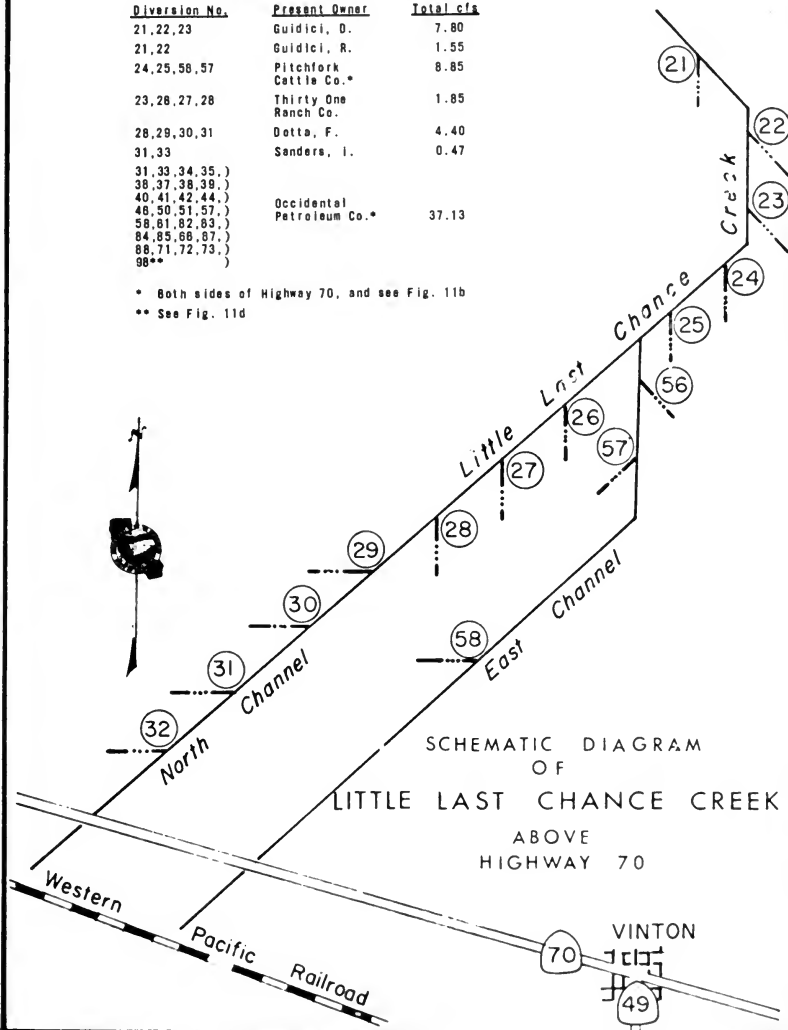 Diversion No. Present Owner Total cfs
21,22,23 Guidici, D. 7.80
21,22 Guidici, R. 1.55
24,25,56,57 Pitchfork 8.85
Cattle Co.*
23,26,27,28 Thirty One 1.85
Ranch Co.
28,29,30,31 Dotta, F. 4.40
31,33 Sanders, I. 0.47
31,33,34,35,)
38,37,38,39,)
40,41,42,44,)
48,50,51,57,) Occidental
58,61,82,63,) Petroleum Co.* 37.13
84,85,66,67,)
88,71,72,73,)
98** )
* Both sides of Highway 70, and see Fig. 11b
** See Fig. 11d
21
22
23
24
25
56
26
57
27
28
29
30
58
31
32
Little Last Chance Creek
North Channel
East Channel
N
SCHEMATIC DIAGRAM
OF
LITTLE LAST CHANCE CREEK
ABOVE
HIGHWAY 70
Western Pacific Railroad
VINTON
70
49